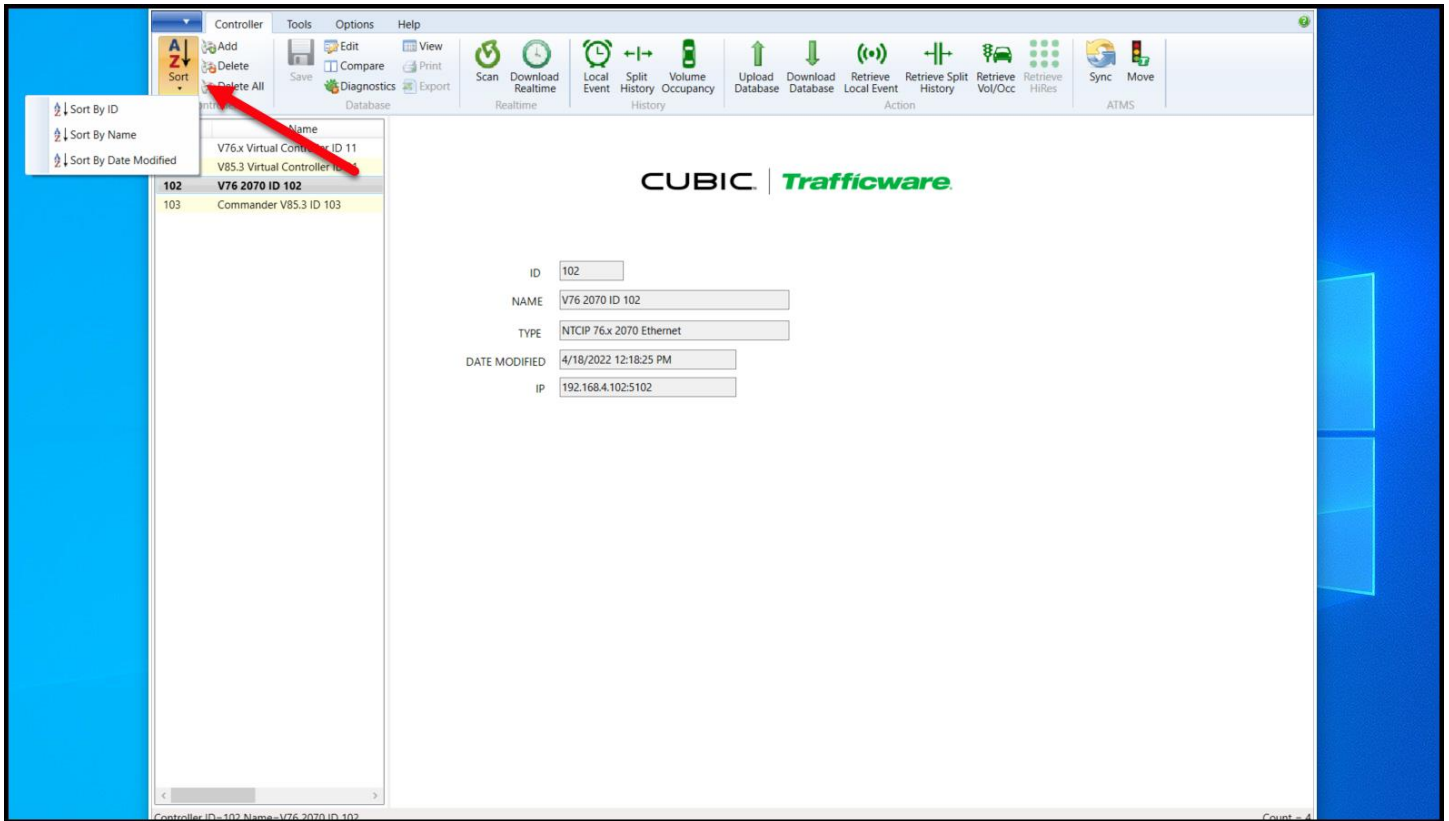 Controller Tools Options Help
Add Edit View
Delete Compare Print
Sort Delete All Save Diagnostics Export Scan Download Realtime Local Event Split History Volume Occupancy Upload Database Download Database Retrieve Local Event Retrieve Split History Retrieve Vol/Occ Retrieve HiRes Sync Move
Database Realtime History Action ATMS
Sort By ID
Sort By Name
Sort By Date Modified
Name
V76.x Virtual Controller ID 11
V85.3 Virtual Controller
102 V76 2070 ID 102
103 Commander V85.3 ID 103
CUBIC. | Trafficware.
ID 102
NAME V76 2070 ID 102
TYPE NTCIP 76.x 2070 Ethernet
DATE MODIFIED 4/18/2022 12:18:25 PM
IP 192.168.4.102:5102
Controller ID=102 Name=V76 2070 ID 102 Count = 4